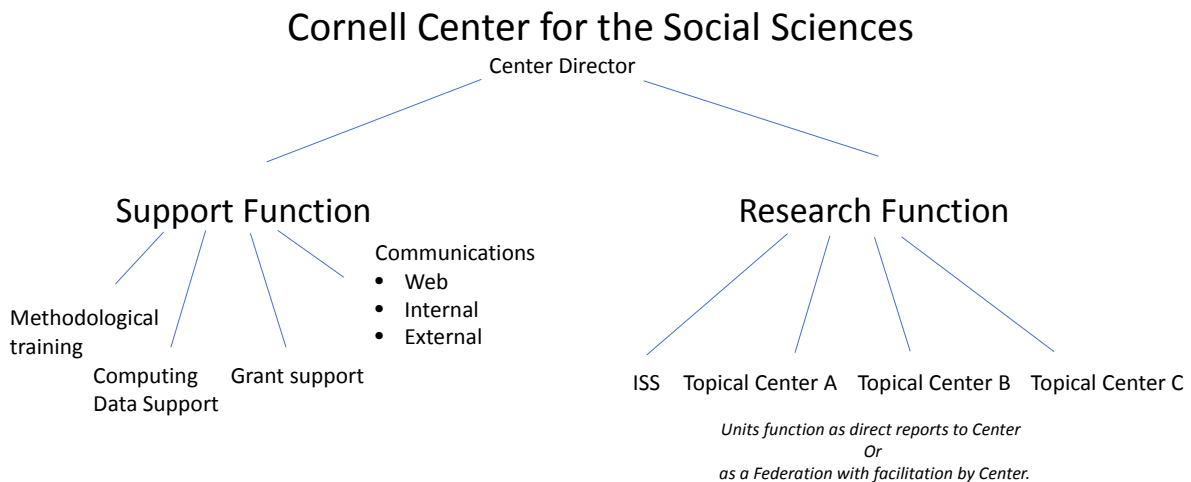 Cornell Center for the Social Sciences
Center Director
Support Function
Research Function
Communications
• Web
• Internal
• External
Methodological
training
Computing
Data Support
Grant support
ISS
Topical Center A
Topical Center B
Topical Center C
Units function as direct reports to Center
Or
as a Federation with facilitation by Center.